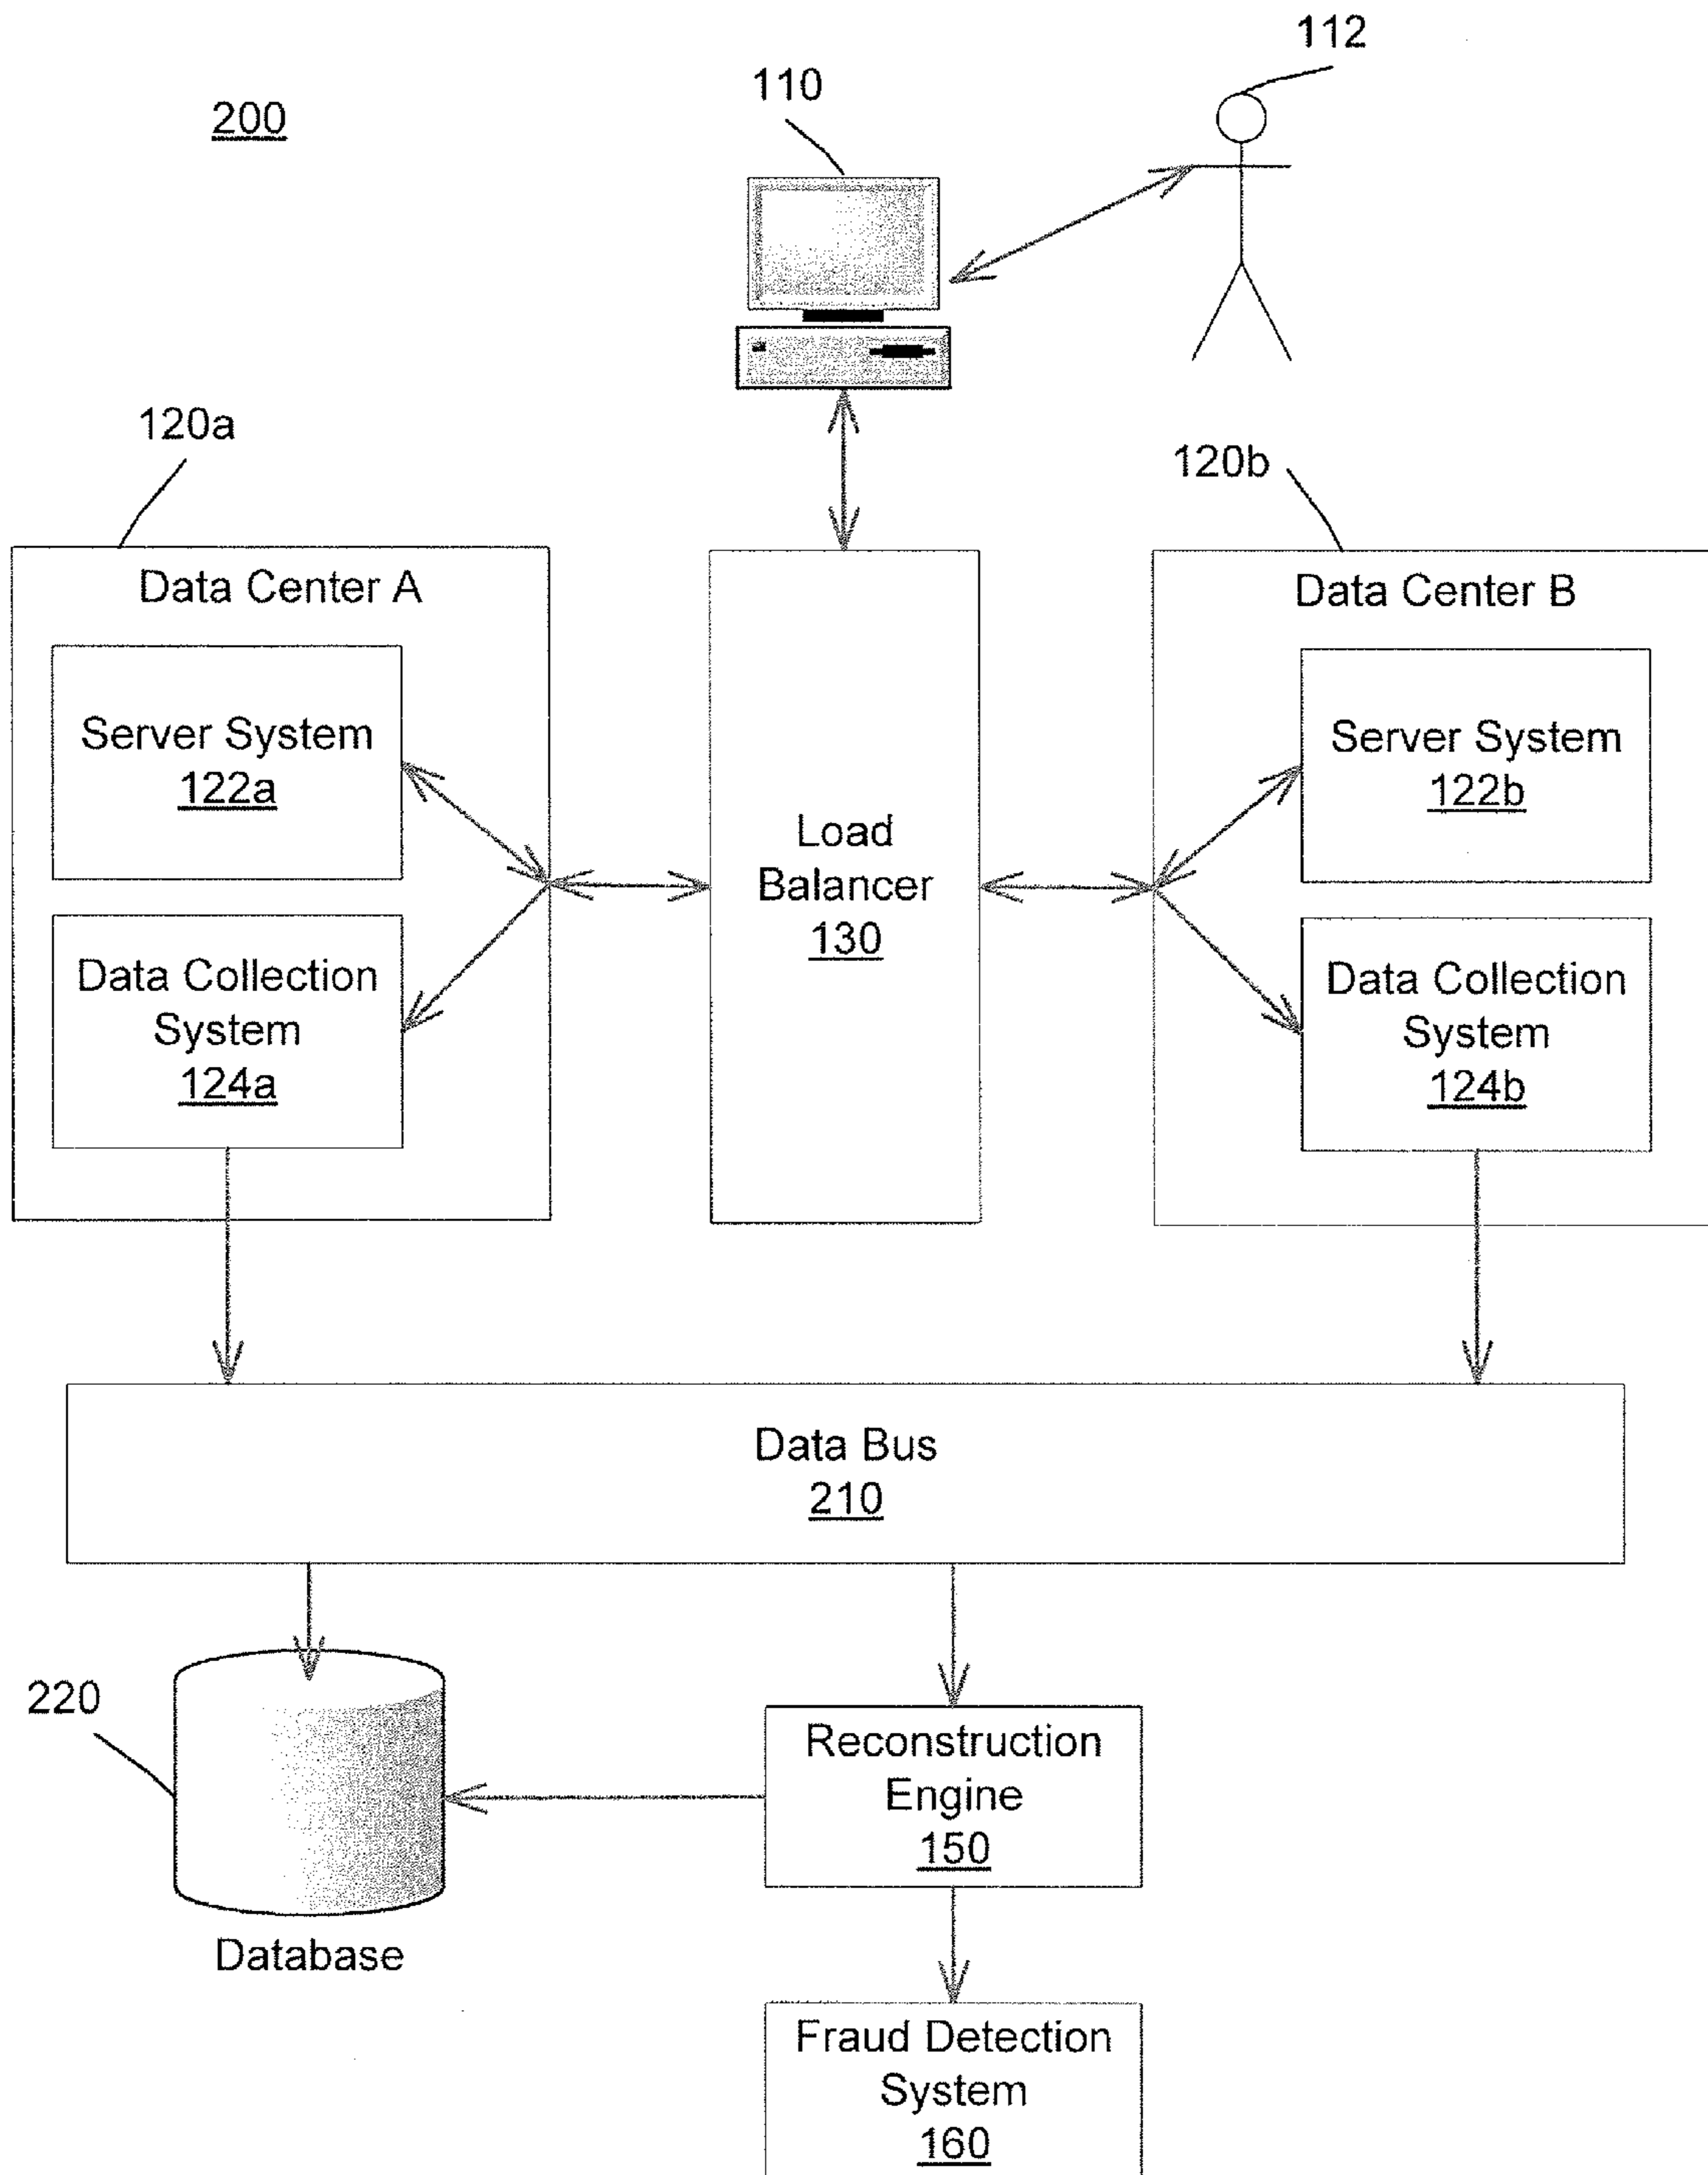 112
110
200
120a
120b
Data Center A
Data Center B
Server System
122a
Server System
122b
Load
Balancer
130
Data Collection
System
124a
Data Collection
System
124b
Data Bus
210
220
Reconstruction
Engine
150
Database
Fraud Detection
System
160